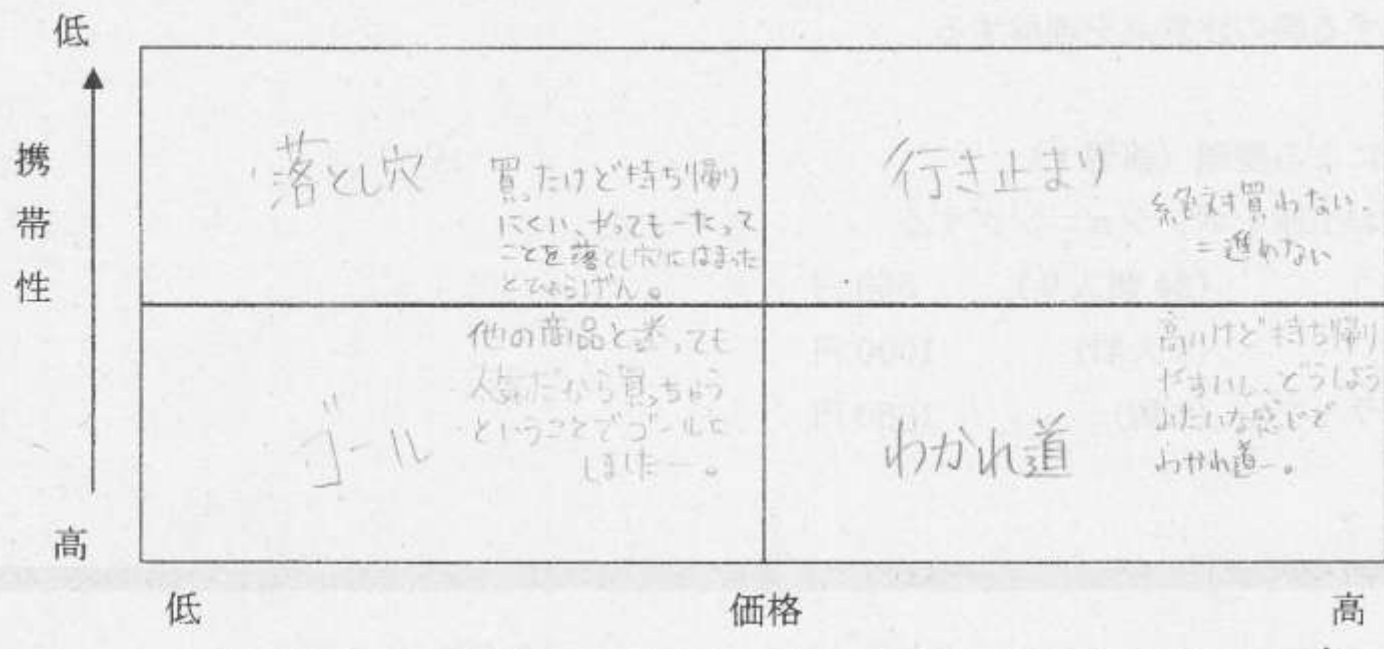 低
携帯性
高
落とし穴
買ったけど持ち帰り
にくい、やってもーたって
ことを落とし穴にはまった
とひょうげん。
行き止まり
絶対買わない。
＝進めない
ゴール
他の商品と迷っても
人気だから買っちゃう
ということでゴールに
しましたー。
わかれ道
高いけど持ち帰り
やすいし、どうしよう
みたいな感じで
わかれ道ー。
低 価格 高